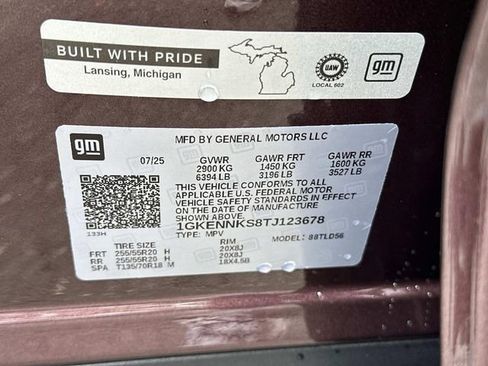 BUILT WITH PRIDE
Lansing, Michigan
UAW
LOCAL 602
gm
gm
MFD BY GENERAL MOTORS LLC
07/25 GVWR GAWR FRT GAWR RR
2900 KG 1450 KG 1600 KG
6394 LB 3196 LB 3527 LB
THIS VEHICLE CONFORMS TO ALL
APPLICABLE U.S. FEDERAL MOTOR
VEHICLE SAFETY STANDARDS IN EFFECT
ON THE DATE OF MANUFACTURE
SHOWN ABOVE.
1GKENNKS8TJ123678
TYPE: MPV MODEL: 88TLD56
133H
TIRE SIZE RIM
FRT 255/55R20 H 20X8J
RR 255/55R20 H 20X8J
SPA T135/70R18 M 18X4.5B